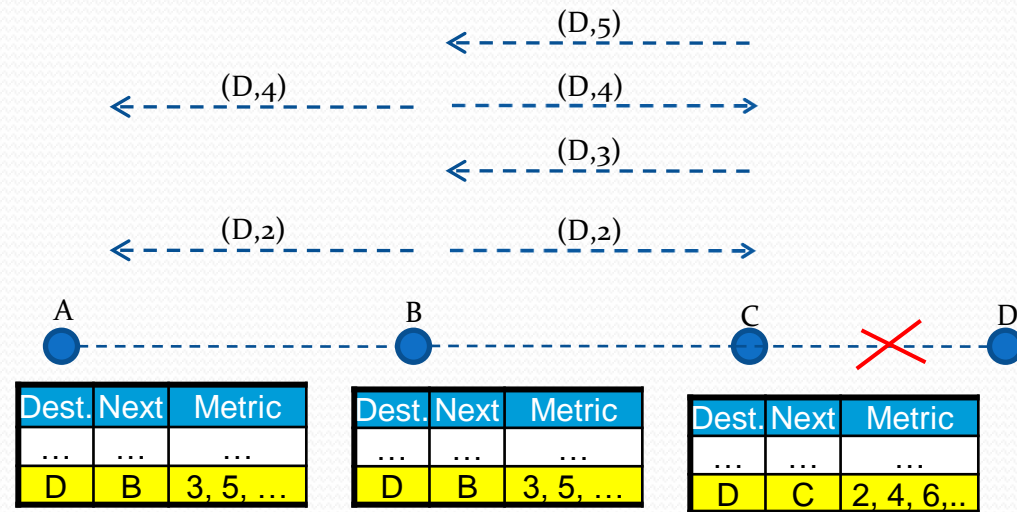 (D,5)
(D,4) (D,4)
(D,3)
(D,2) (D,2)
A B C D
Dest. Next Metric Dest. Next Metric Dest. Next Metric
... ... ... ... ... ... ... ... ...
D B 3, 5, ... D B 3, 5, ... D C 2, 4, 6,..